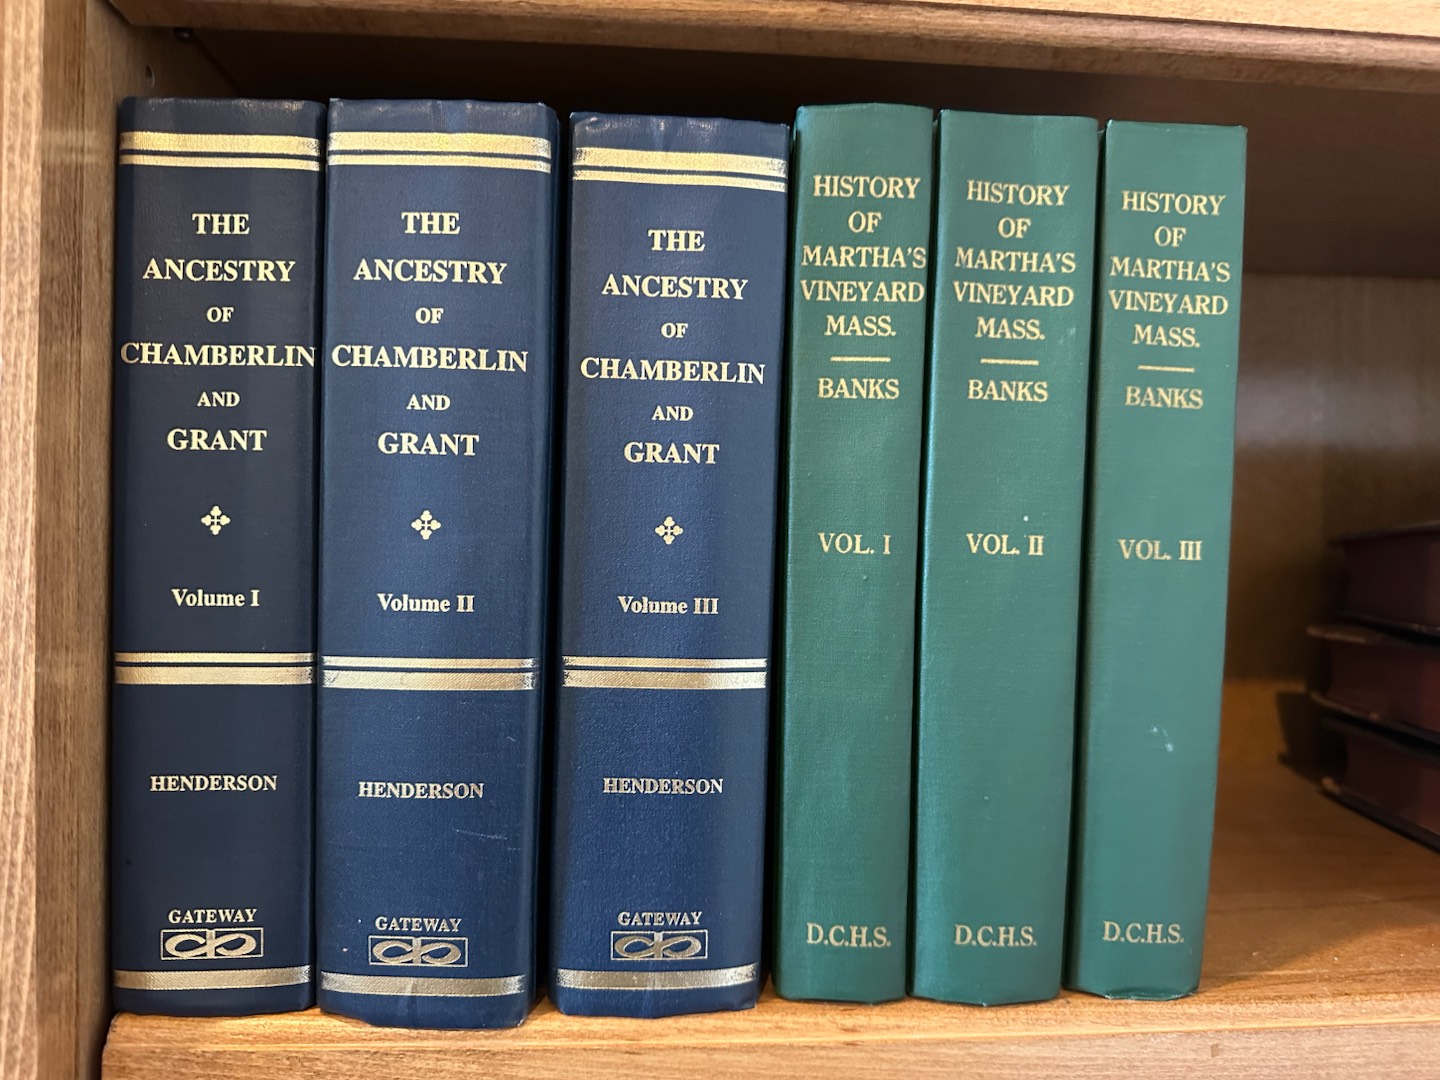 THE
ANCESTRY
OF
CHAMBERLIN
AND
GRANT
Volume I
HENDERSON
GATEWAY
THE
ANCESTRY
OF
CHAMBERLIN
AND
GRANT
Volume II
HENDERSON
GATEWAY
THE
ANCESTRY
OF
CHAMBERLIN
AND
GRANT
Volume III
HENDERSON
GATEWAY
HISTORY
OF
MARTHA'S
VINEYARD
MASS.
BANKS
VOL. I
D.C.H.S.
HISTORY
OF
MARTHA'S
VINEYARD
MASS.
BANKS
VOL. II
D.C.H.S.
HISTORY
OF
MARTHA'S
VINEYARD
MASS.
BANKS
VOL. III
D.C.H.S.